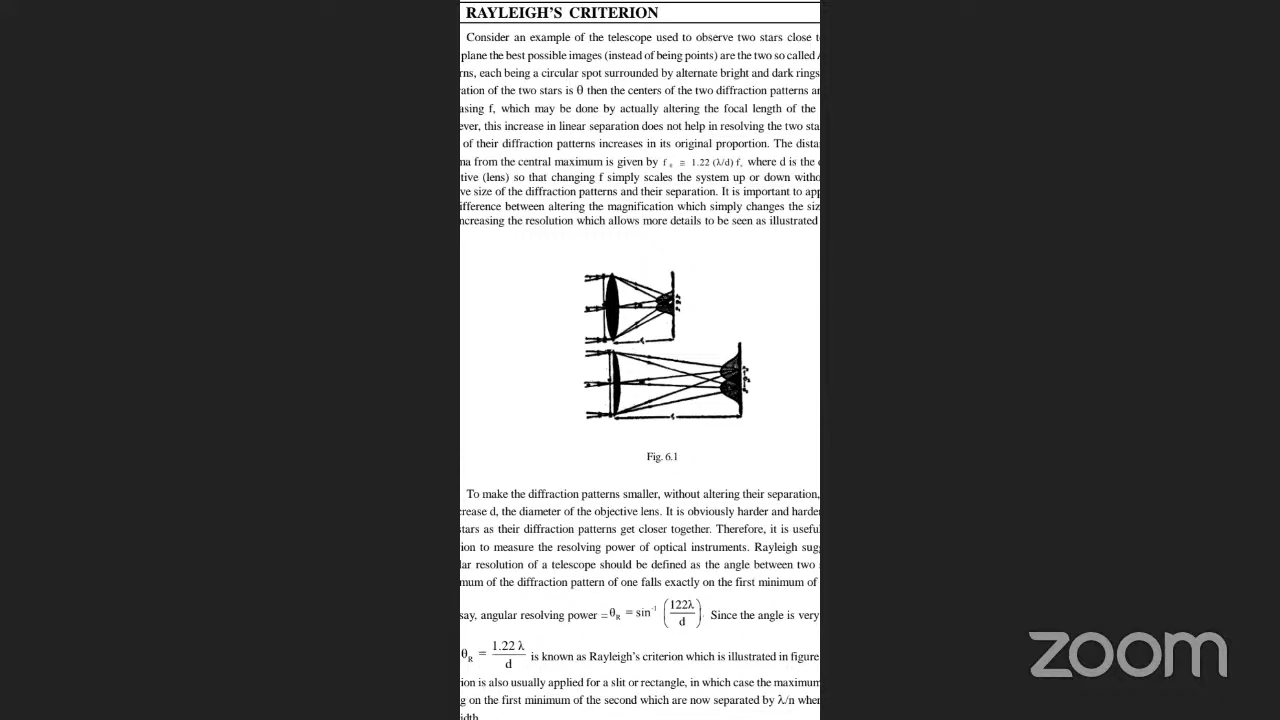 RAYLEIGH'S CRITERION
Consider an example of the telescope used to observe two stars close t
plane the best possible images (instead of being points) are the two so called
rns, each being a circular spot surrounded by alternate bright and dark rings
ration of the two stars is θ then the centers of the two diffraction patterns a
asing f, which may be done by actually altering the focal length of the
ever, this increase in linear separation does not help in resolving the two sta
of their diffraction patterns increases in its original proportion. The dista
ma from the central maximum is given by f θ ≡ 1.22 (λ/d) f, where d is the
tive (lens) so that changing f simply scales the system up or down witho
ve size of the diffraction patterns and their separation. It is important to app
ifference between altering the magnification which simply changes the siz
ncreasing the resolution which allows more details to be seen as illustrated
Fig. 6.1
To make the diffraction patterns smaller, without altering their separation,
crease d, the diameter of the objective lens. It is obviously harder and harde
stars as their diffraction patterns get closer together. Therefore, it is useful
ion to measure the resolving power of optical instruments. Rayleigh sug
lar resolution of a telescope should be defined as the angle between two
mum of the diffraction pattern of one falls exactly on the first minimum of
say, angular resolving power = θR = sin-1 (122λ/d). Since the angle is very
θR = 1.22 λ/d is known as Rayleigh's criterion which is illustrated in figure
ion is also usually applied for a slit or rectangle, in which case the maximum
g on the first minimum of the second which are now separated by λ/n when
idth.
zoom